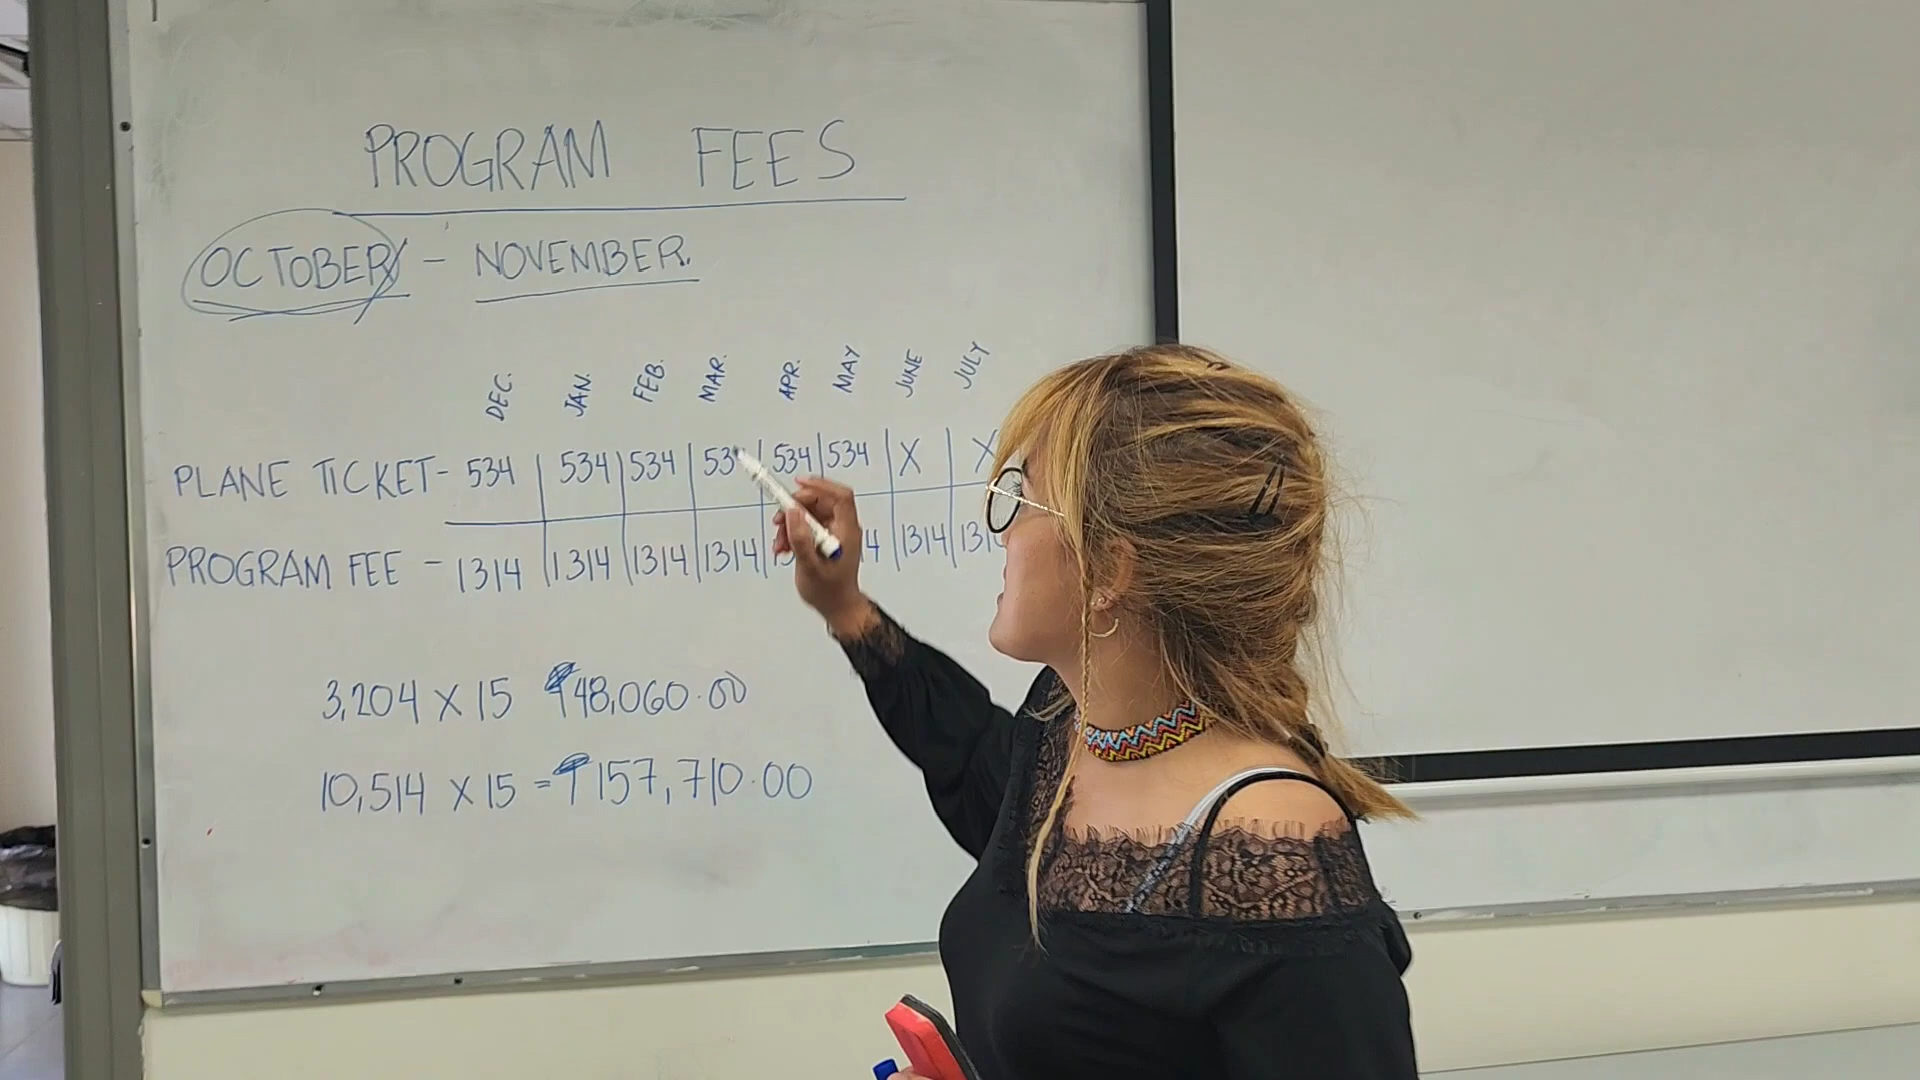 PROGRAM FEES
OCTOBER - NOVEMBER.
DEC. JAN. FEB. MAR. APR. MAY JUNE JULY
PLANE TICKET- 534 534 534 534 534 X X
PROGRAM FEE - 1314 1314 1314 1314 1314
3,204 X 15 ₱48,060.00
10,514 X 15 = ₱157,710.00